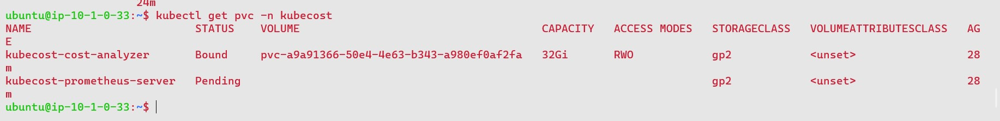 24m
ubuntu@ip-10-1-0-33:~$ kubectl get pvc -n kubecost
NAME                         STATUS    VOLUME                                     CAPACITY   ACCESS MODES   STORAGECLASS   VOLUMEATTRIBUTESCLASS   AG
E
kubecost-cost-analyzer       Bound     pvc-a9a91366-50e4-4e63-b343-a980ef0af2fa   32Gi       RWO            gp2            <unset>                 28
m
kubecost-prometheus-server   Pending                                                                        gp2            <unset>                 28
m
ubuntu@ip-10-1-0-33:~$